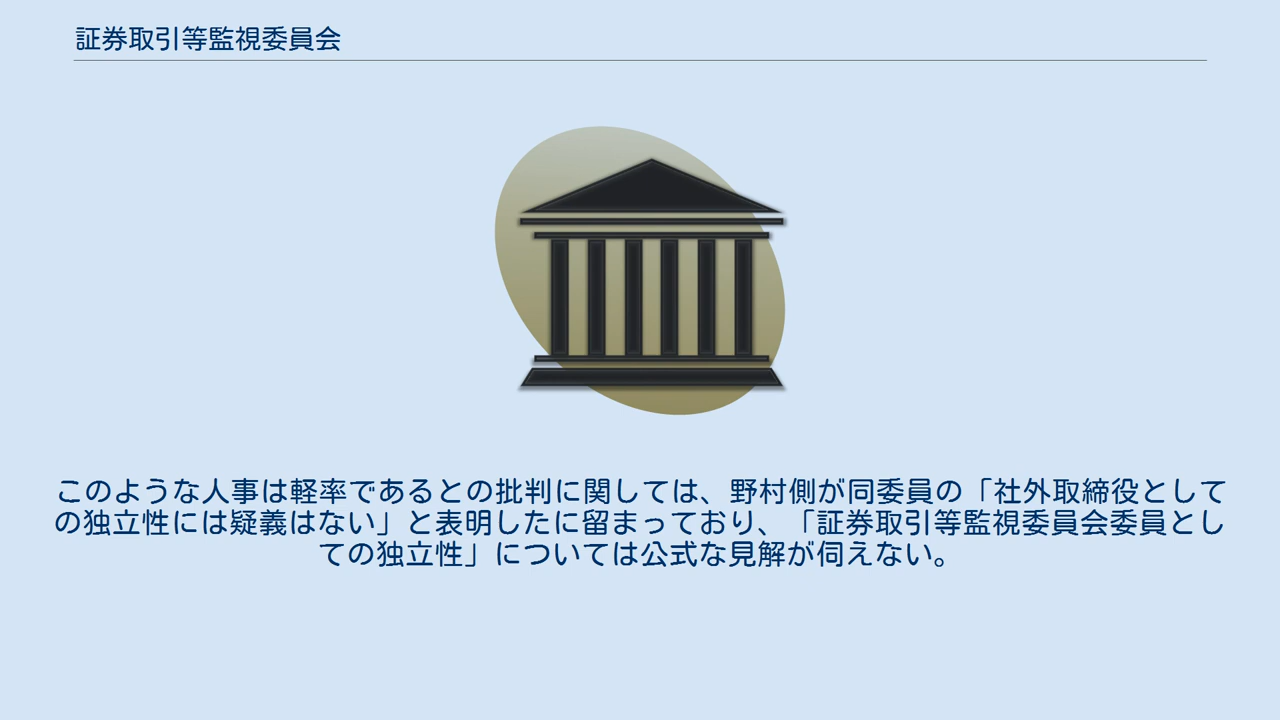 証券取引等監視委員会
このような人事は軽率であるとの批判に関しては、野村側が同委員の「社外取締役として
の独立性には疑義はない」と表明したに留まっており、「証券取引等監視委員会委員とし
ての独立性」については公式な見解が伺えない。